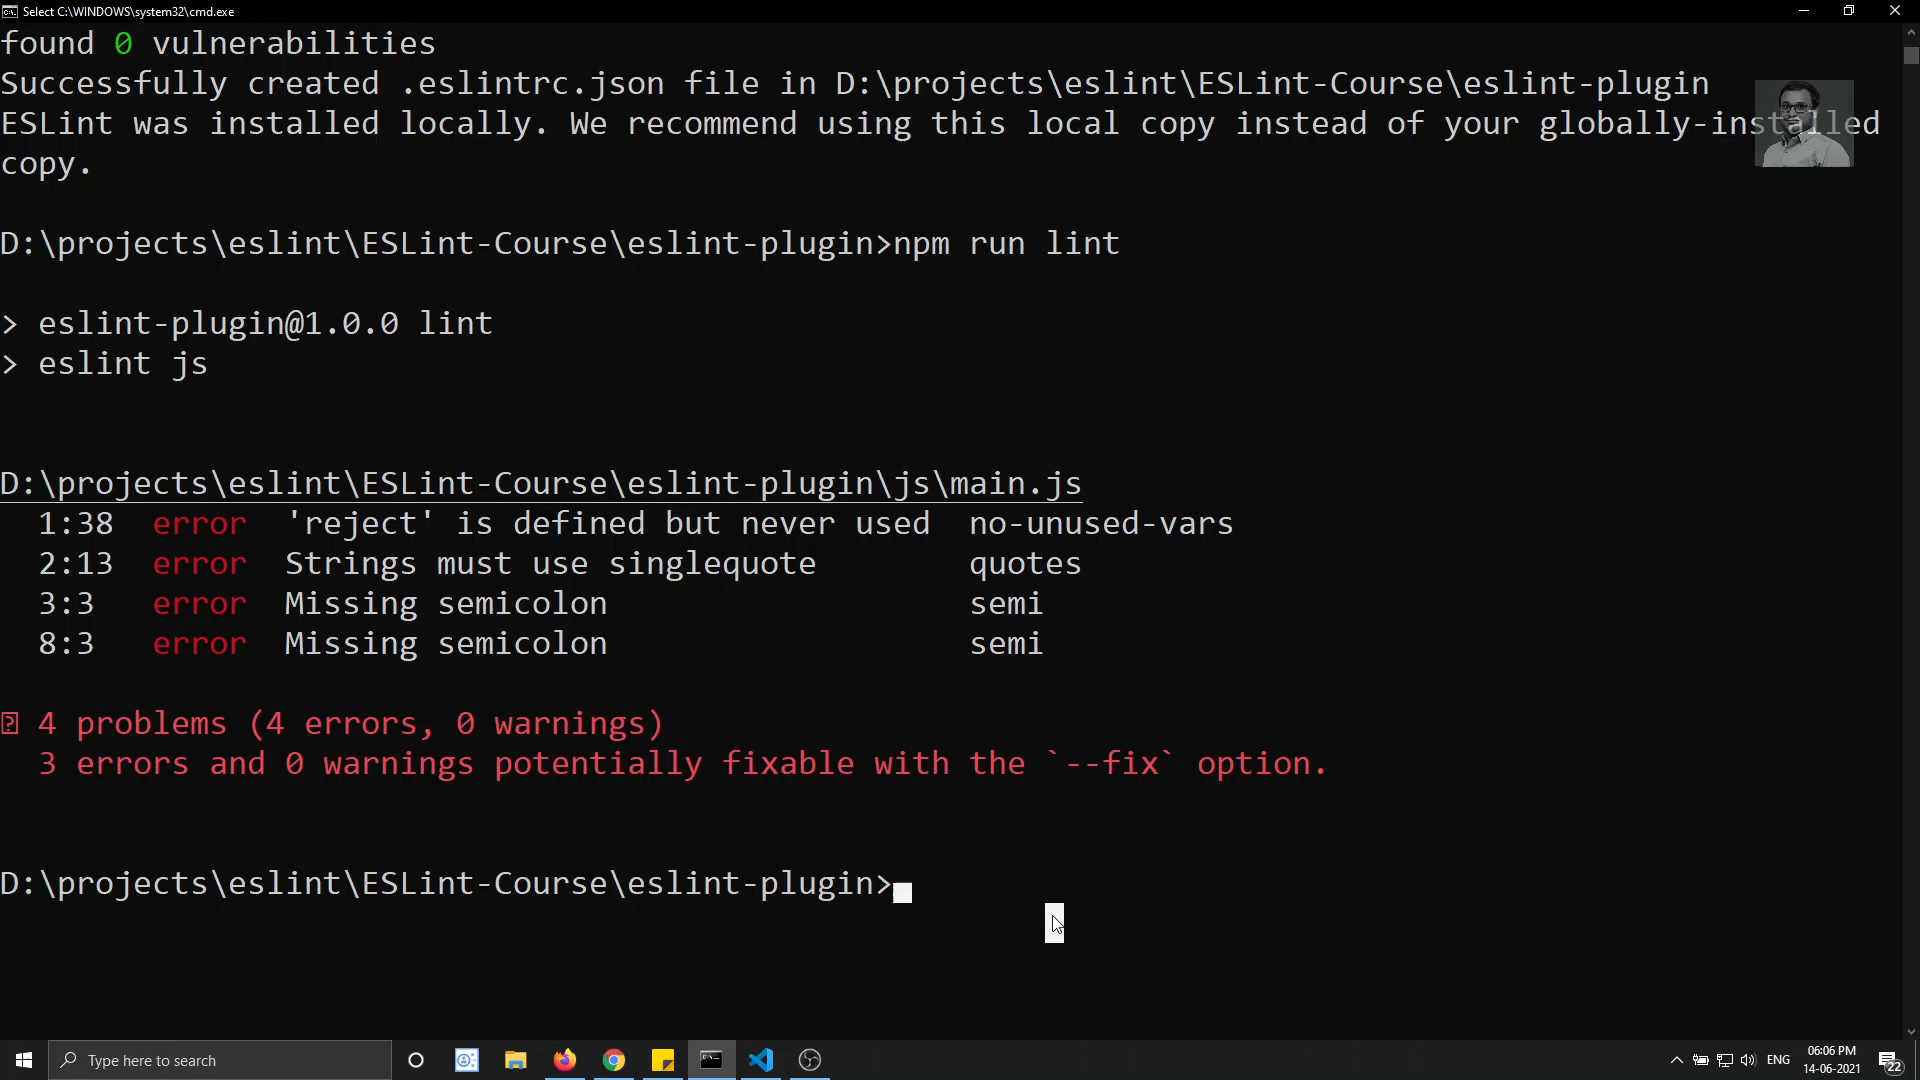 Select C:\WINDOWS\system32\cmd.exe
found 0 vulnerabilities
Successfully created .eslintrc.json file in D:\projects\eslint\ESLint-Course\eslint-plugin
ESLint was installed locally. We recommend using this local copy instead of your globally-installed
copy.
D:\projects\eslint\ESLint-Course\eslint-plugin>npm run lint
> eslint-plugin@1.0.0 lint
> eslint js
D:\projects\eslint\ESLint-Course\eslint-plugin\js\main.js
1:38 error 'reject' is defined but never used no-unused-vars
2:13 error Strings must use singlequote quotes
3:3 error Missing semicolon semi
8:3 error Missing semicolon semi
4 problems (4 errors, 0 warnings)
3 errors and 0 warnings potentially fixable with the `--fix` option.
D:\projects\eslint\ESLint-Course\eslint-plugin>
Type here to search
ENG
06:06 PM
14-06-2021
22